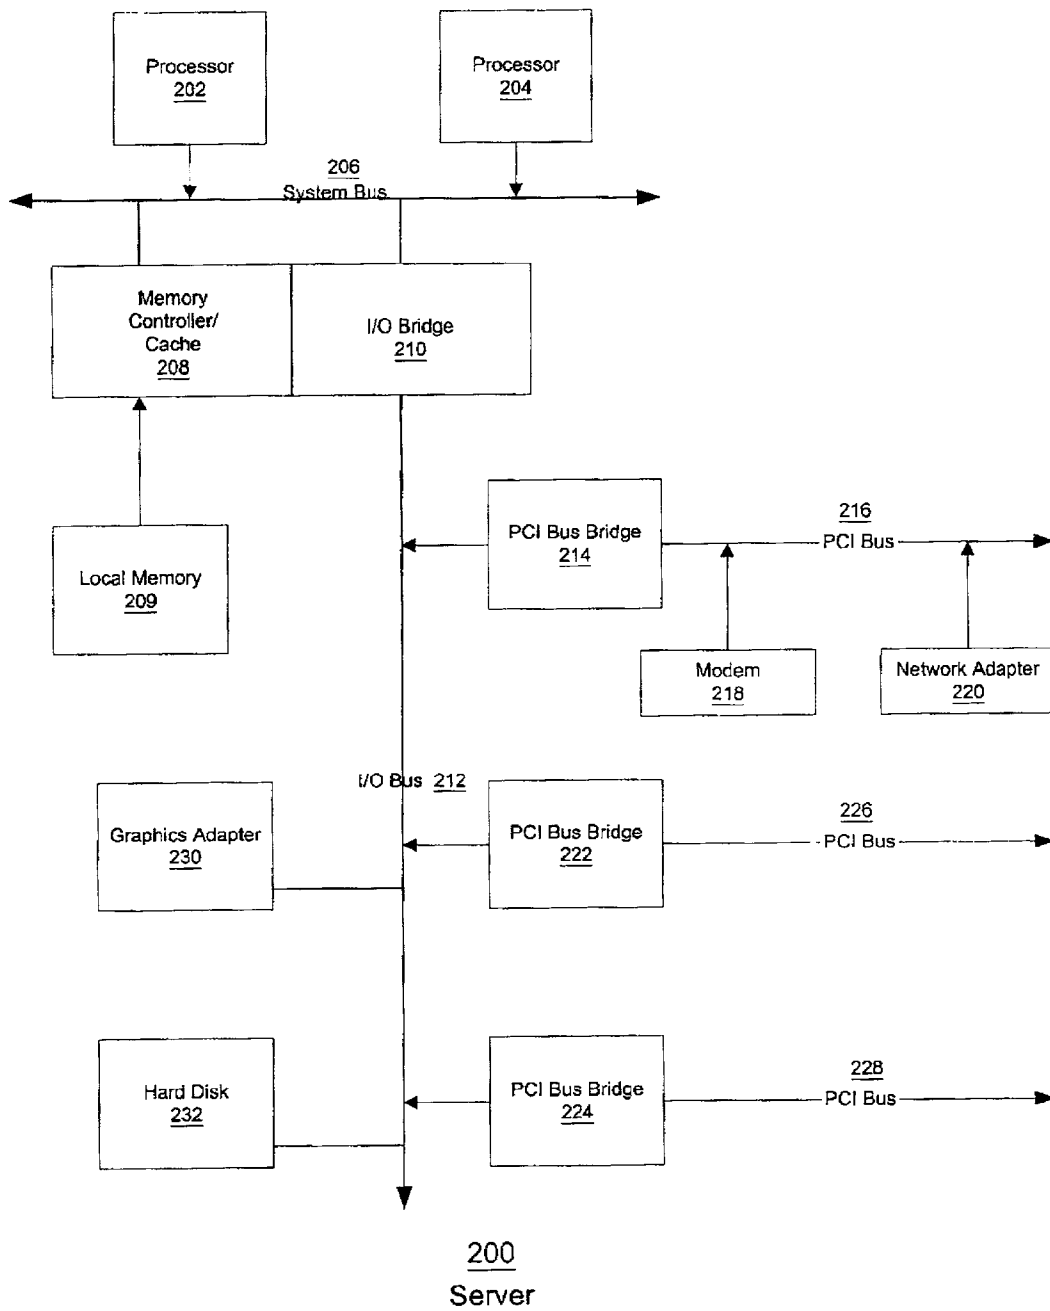 Processor
202
Processor
204
206
System Bus
Memory
Controller/
Cache
208
I/O Bridge
210
PCI Bus Bridge
214
216
PCI Bus
Local Memory
209
Modem
218
Network Adapter
220
I/O Bus 212
Graphics Adapter
230
PCI Bus Bridge
222
226
PCI Bus
Hard Disk
232
PCI Bus Bridge
224
228
PCI Bus
200
Server